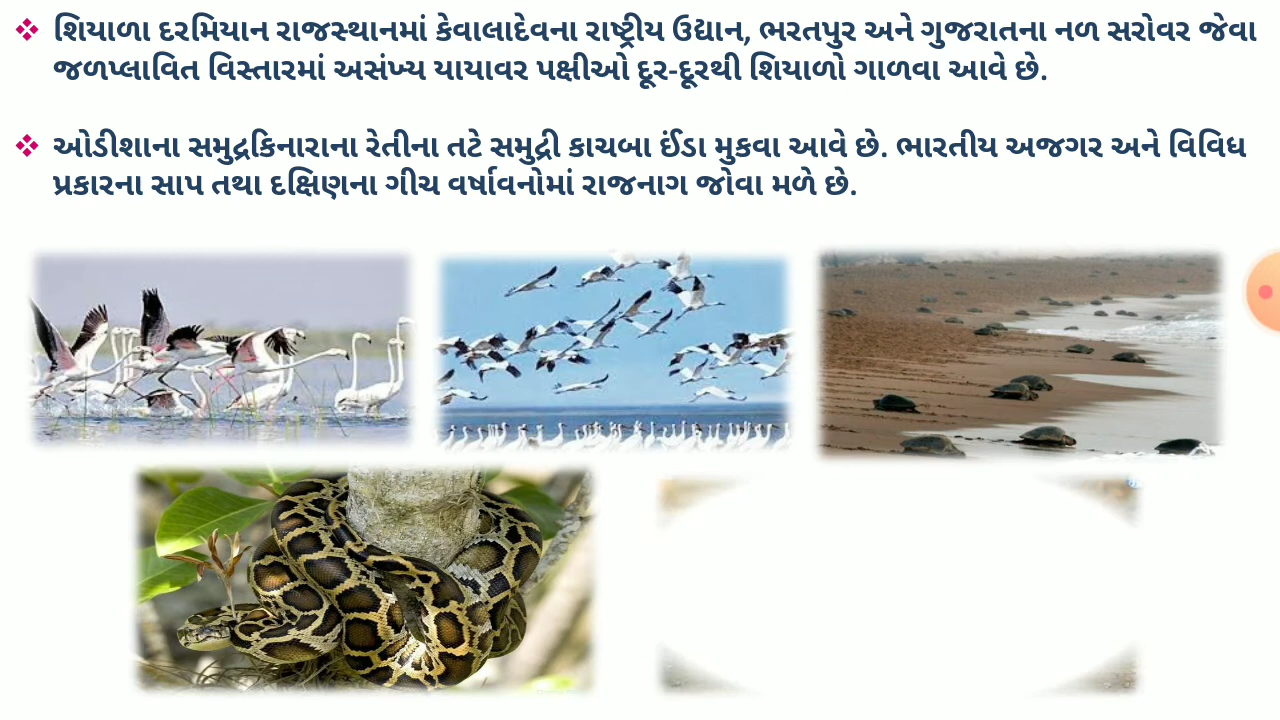 ❖ શિયાળા દરમિયાન રાજસ્થાનમાં કેવાલાદેવના રાષ્ટ્રીય ઉદ્યાન, ભરતપુર અને ગુજરાતના નળ સરોવર જેવા
જળપ્લાવિત વિસ્તારમાં અસંખ્ય યાયાવર પક્ષીઓ દૂર-દૂરથી શિયાળો ગાળવા આવે છે.
❖ ઓડીશાના સમુદ્રકિનારાના રેતીના તટે સમુદ્રી કાચબા ઈંડા મુકવા આવે છે. ભારતીય અજગર અને વિવિધ
પ્રકારના સાપ તથા દક્ષિણના ગીચ વર્ષાવનોમાં રાજનાગ જોવા મળે છે.